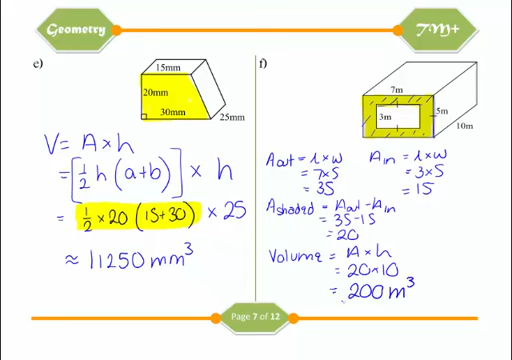 Geometry
7M+
e)
15mm
20mm
30mm
25mm
V = A × h
= [1/2 h (a+b)] × h
= 1/2 × 20 (15+30) × 25
≈ 11250 mm³
f)
7m
3m
5m
10m
Aout = l × w
= 7×5
= 35
Ain = l × w
= 3×5
= 15
Ashaded = Aout − Ain
= 35−15
= 20
Volume = A × h
= 20×10
= 200 m³
Page 7 of 12